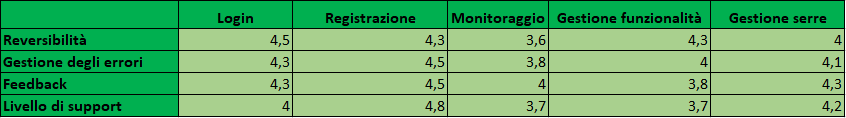 Login Registrazione Monitoraggio Gestione funzionalità Gestione serre
Reversibilità 4,5 4,3 3,6 4,3 4
Gestione degli errori 4,3 4,5 3,8 4 4,1
Feedback 4,3 4,5 4 3,8 4,3
Livello di support 4 4,8 3,7 3,7 4,2